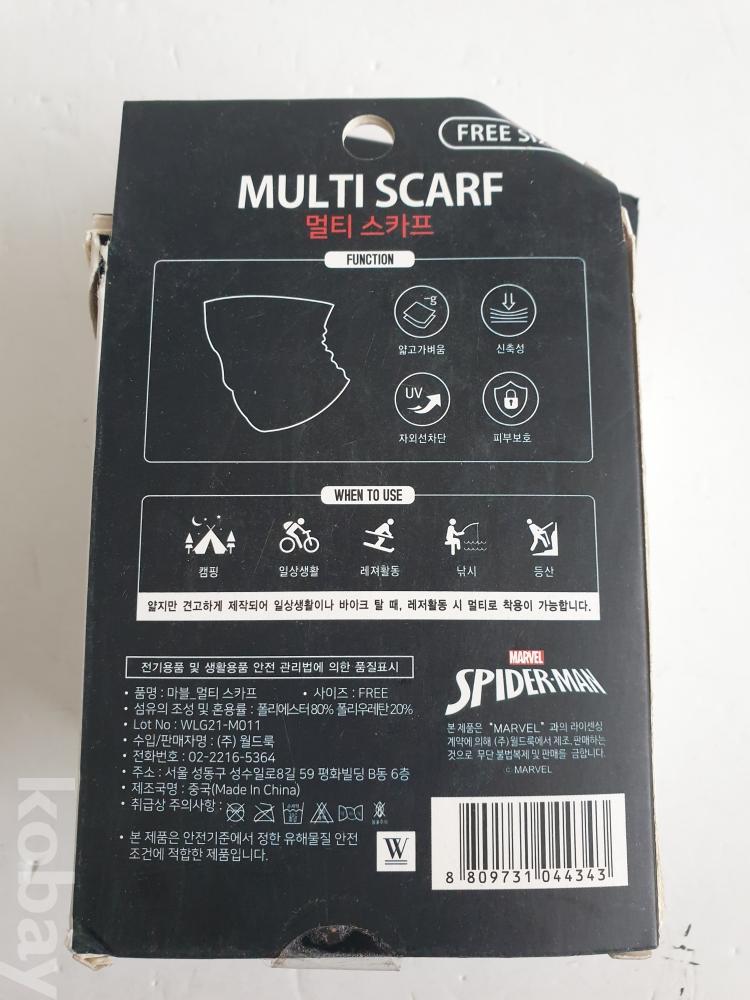 FREE
MULTI SCARF
멀티 스카프
FUNCTION
-g
얇고가벼움
신축성
UV
자외선차단
피부보호
WHEN TO USE
캠핑
일상생활
레져활동
낚시
등산
얇지만 견고하게 제작되어 일상생활이나 바이크 탈 때, 레저활동 시 멀티로 착용이 가능합니다.
전기용품 및 생활용품 안전 관리법에 의한 품질표시
• 품명 : 마블_멀티 스카프 • 사이즈 : FREE
• 섬유의 조성 및 혼용률 : 폴리에스터80% 폴리우레탄20%
• Lot No : WLG21-M011
• 수입/판매자명 : (주) 월드룩
• 전화번호 : 02-2216-5364
• 주소 : 서울 성동구 성수일로8길 59 평화빌딩 B동 6층
• 제조국명 : 중국(Made In China)
• 취급상 주의사항 :
• 본 제품은 안전기준에서 정한 유해물질 안전
조건에 적합한 제품입니다.
W
MARVEL
SPIDER-MAN
본 제품은 "MARVEL" 과의 라이센싱
계약에 의해 (주)월드룩에서 제조,판매하는
것으로 무단 불법복제 및 판매를 금합니다.
© MARVEL
8 809731 044343
kobay